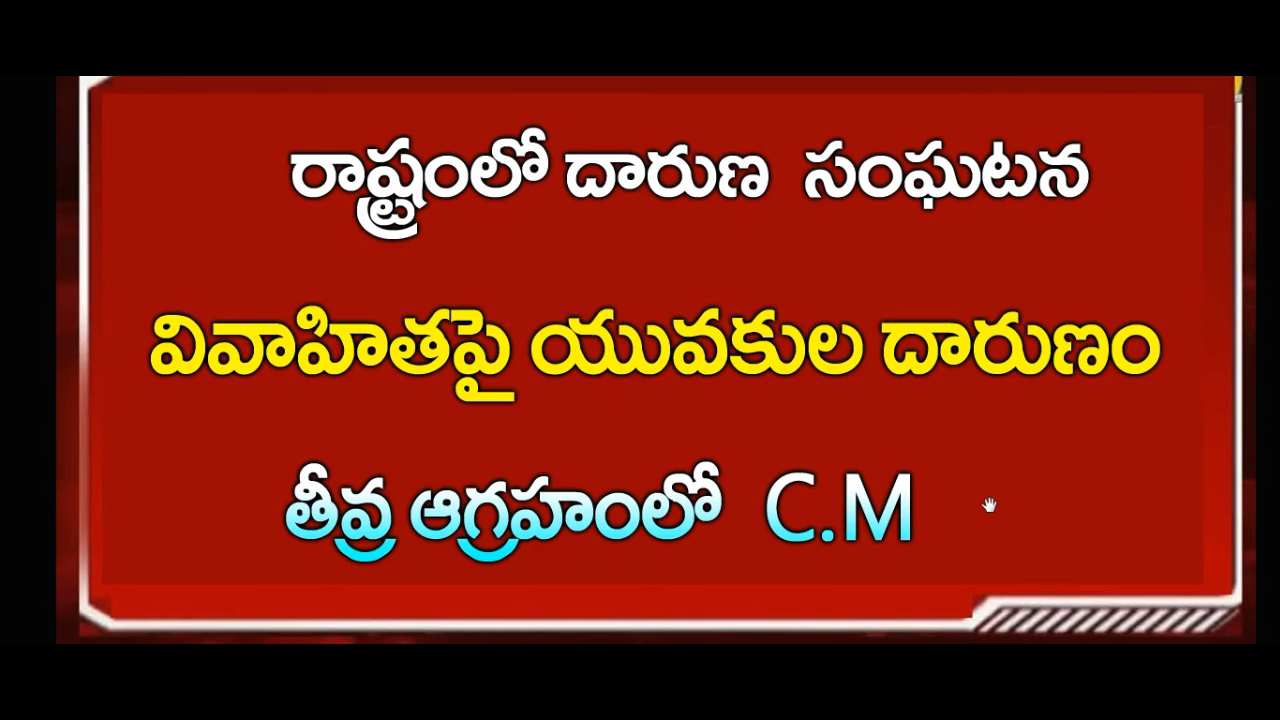 రాష్ట్రంలో దారుణ సంఘటన
వివాహితపై యువకుల దారుణం
తీవ్ర ఆగ్రహంలో C.M